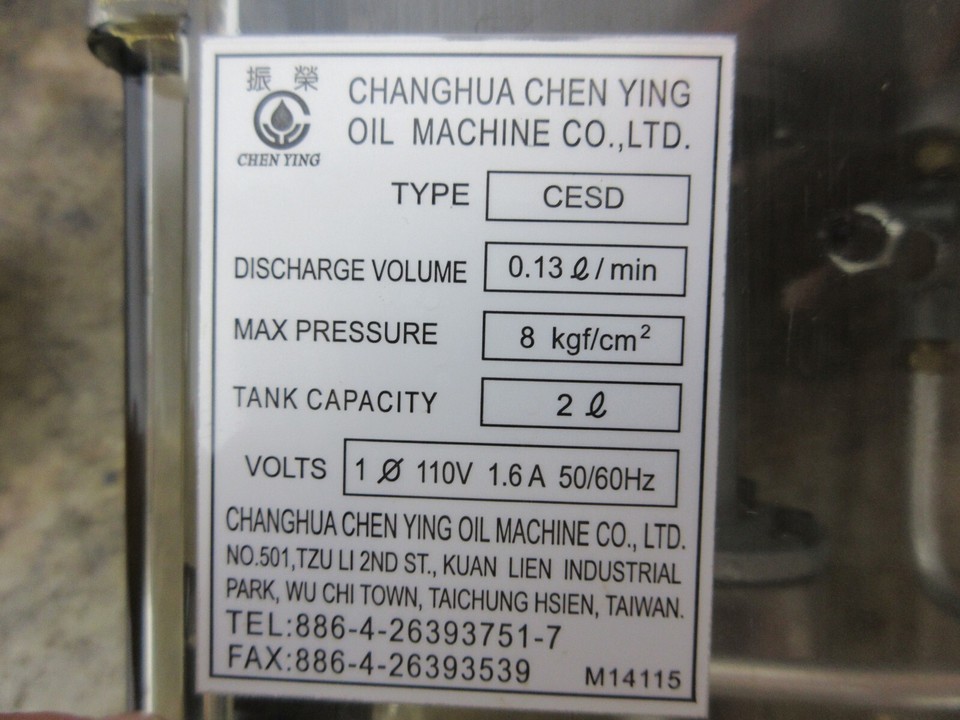 振 榮
CHEN YING
CHANGHUA CHEN YING
OIL MACHINE CO.,LTD.
TYPE CESD
DISCHARGE VOLUME 0.13 ℓ / min
MAX PRESSURE 8 kgf/cm²
TANK CAPACITY 2 ℓ
VOLTS 1 Ø 110V 1.6 A 50/60Hz
CHANGHUA CHEN YING OIL MACHINE CO., LTD.
NO.501,TZU LI 2ND ST., KUAN LIEN INDUSTRIAL
PARK, WU CHI TOWN, TAICHUNG HSIEN, TAIWAN.
TEL:886-4-26393751-7
FAX:886-4-26393539 M14115